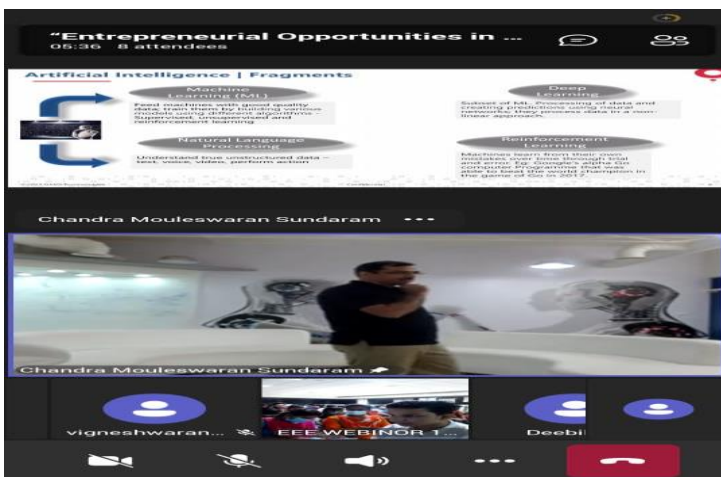 “Entrepreneurial Opportunities in ...
05:36 8 attendees
Artificial Intelligence | Fragments
Machine
Learning (ML)
Feed machines with good quality
data; train them by building various
models using different algorithms -
Supervised, unsupervised and
reinforcement learning
Natural Language
Processing
Understand true unstructured data –
text, voice, video, perform action
Deep
Learning
Subset of ML. Processing of data and
creating predictions using neural
networks, they process data in a non-
linear approach.
Reinforcement
Learning
Machines learn from their own
mistakes over time through trial
and error. Eg: Google's alpha Go
computer Programme that was
able to beat the world champion in
the game of Go in 2017.
Confidential
Chandra Mouleswaran Sundaram •••
Chandra Mouleswaran Sundaram
vigneshwaran...
EEE WEBINOR 1...
Deebi